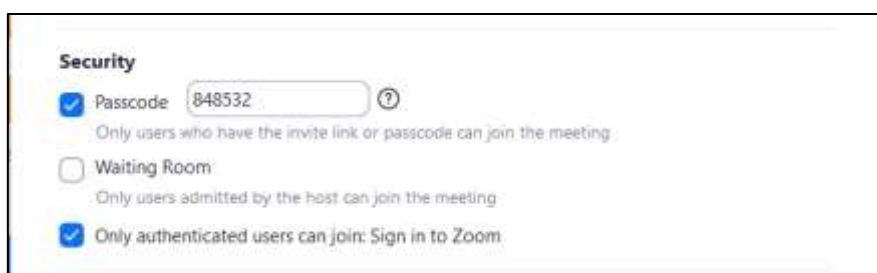 Security
Passcode 848532 ?
Only users who have the invite link or passcode can join the meeting
Waiting Room
Only users admitted by the host can join the meeting
Only authenticated users can join: Sign in to Zoom